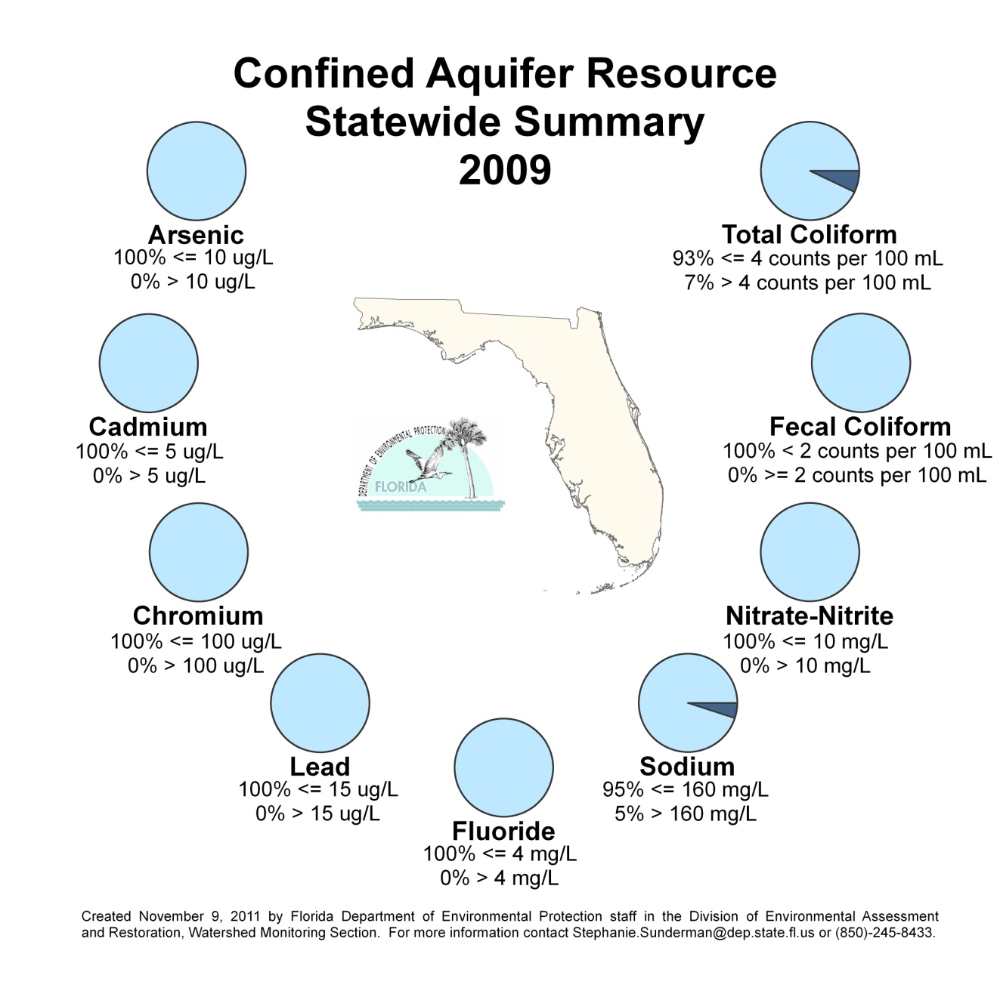 Confined Aquifer Resource
Statewide Summary
2009
Arsenic
100% <= 10 ug/L
0% > 10 ug/L
Total Coliform
93% <= 4 counts per 100 mL
7% > 4 counts per 100 mL
Cadmium
100% <= 5 ug/L
0% > 5 ug/L
DEPARTMENT OF ENVIRONMENTAL PROTECTION
FLORIDA
Fecal Coliform
100% < 2 counts per 100 mL
0% >= 2 counts per 100 mL
Chromium
100% <= 100 ug/L
0% > 100 ug/L
Nitrate-Nitrite
100% <= 10 mg/L
0% > 10 mg/L
Lead
100% <= 15 ug/L
0% > 15 ug/L
Fluoride
100% <= 4 mg/L
0% > 4 mg/L
Sodium
95% <= 160 mg/L
5% > 160 mg/L
Created November 9, 2011 by Florida Department of Environmental Protection staff in the Division of Environmental Assessment
and Restoration, Watershed Monitoring Section. For more information contact Stephanie.Sunderman@dep.state.fl.us or (850)-245-8433.